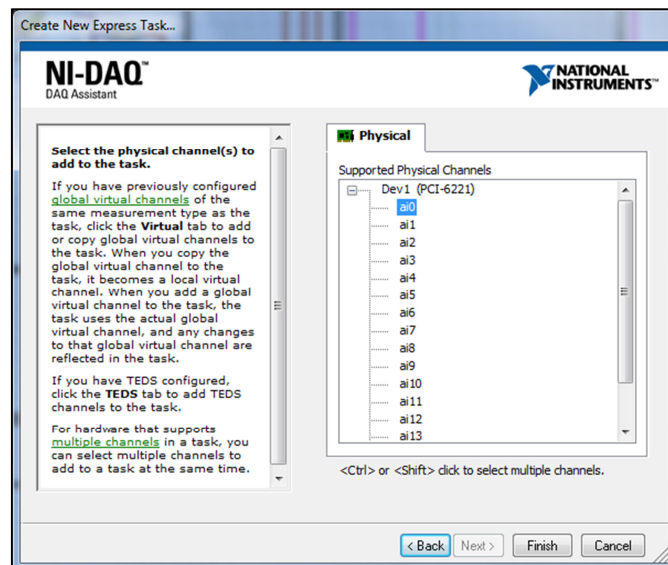 Create New Express Task...
NI-DAQ™
DAQ Assistant
NATIONAL
INSTRUMENTS™
Select the physical channel(s) to
add to the task.
If you have previously configured
global virtual channels of the
same measurement type as the
task, click the Virtual tab to add
or copy global virtual channels to
the task. When you copy the
global virtual channel to the
task, it becomes a local virtual
channel. When you add a global
virtual channel to the task, the
task uses the actual global
virtual channel, and any changes
to that global virtual channel are
reflected in the task.
If you have TEDS configured,
click the TEDS tab to add TEDS
channels to the task.
For hardware that supports
multiple channels in a task, you
can select multiple channels to
add to a task at the same time.
Physical
Supported Physical Channels
Dev1 (PCI-6221)
ai0
ai1
ai2
ai3
ai4
ai5
ai6
ai7
ai8
ai9
ai10
ai11
ai12
ai13
<Ctrl> or <Shift> click to select multiple channels.
< Back
Next >
Finish
Cancel